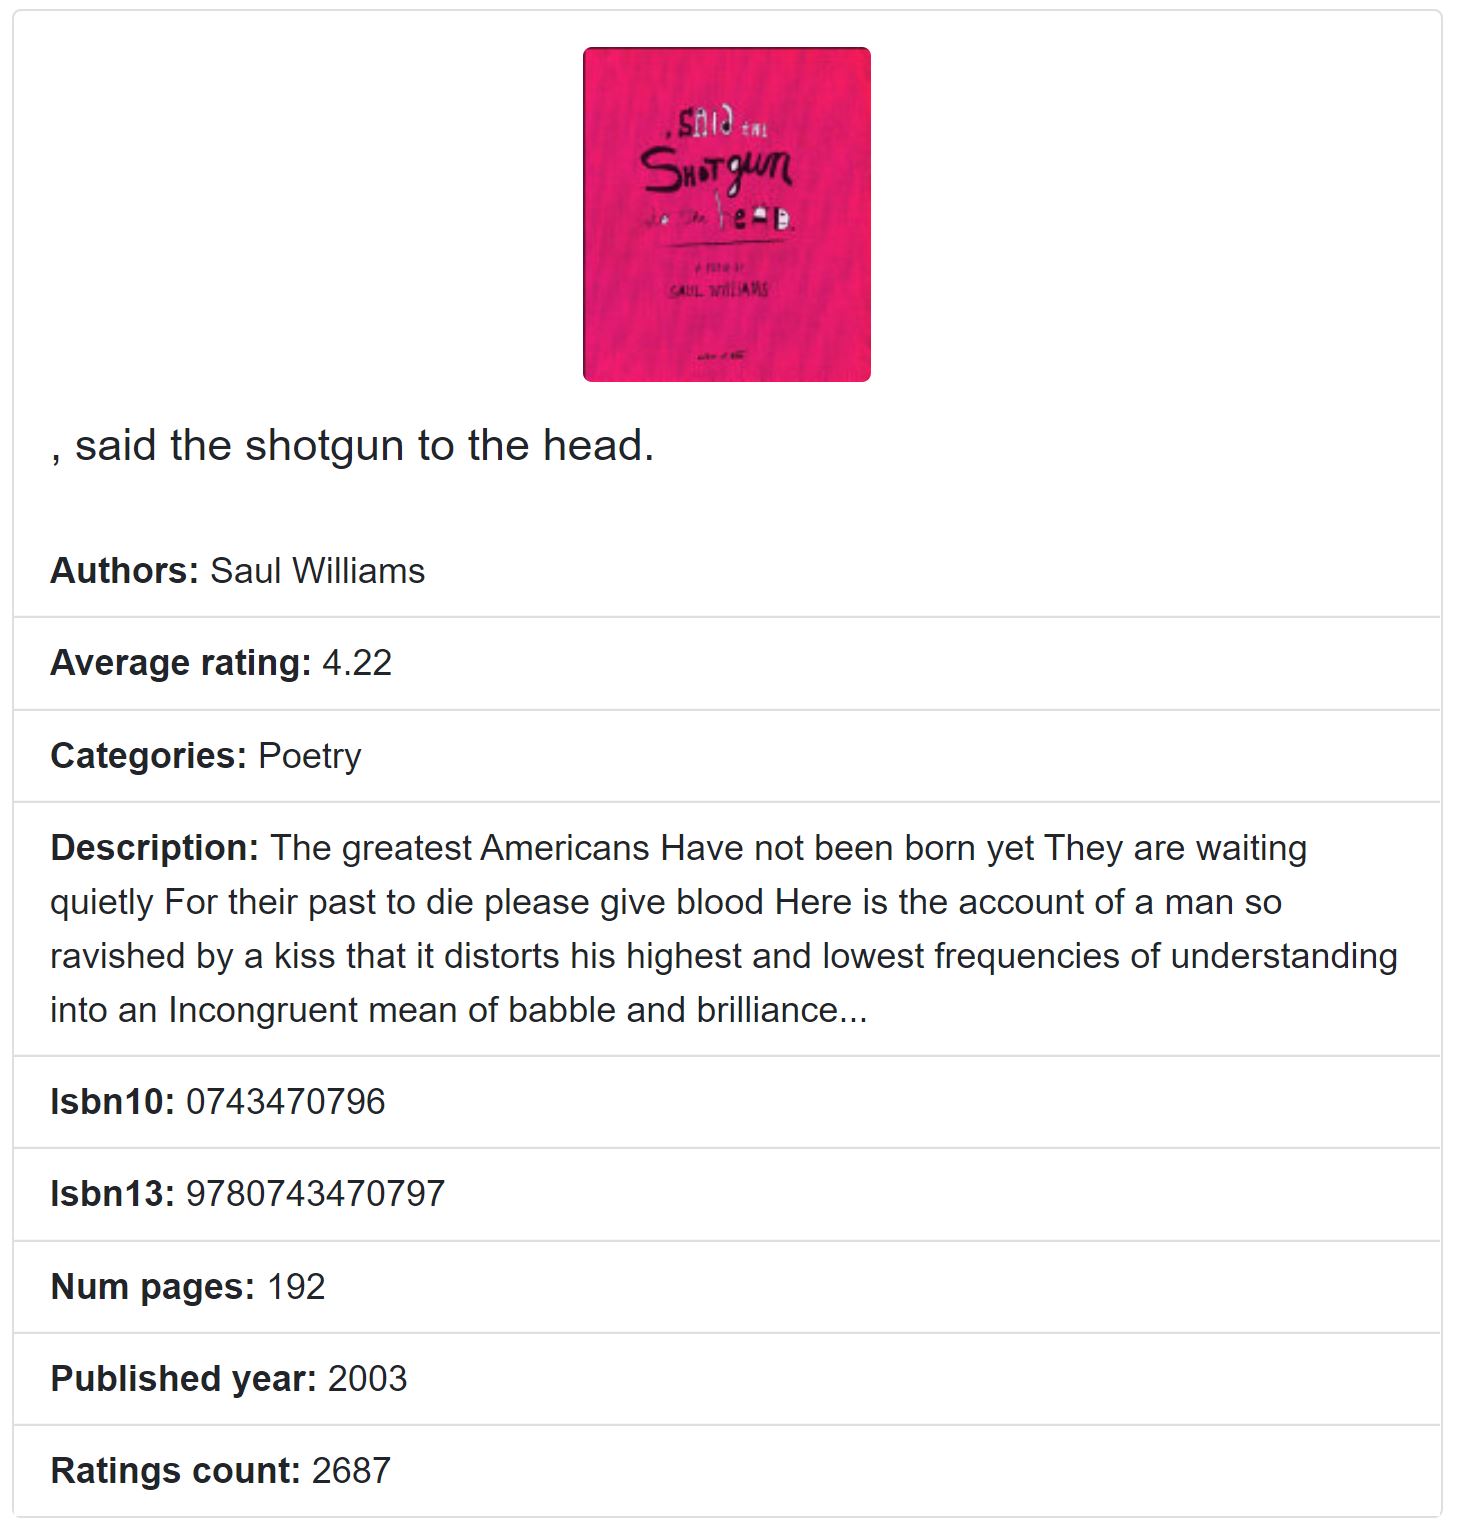 , SAID THE
SHOTgun
to The heAD.
A POEM BY
SAUL WILLIAMS
, said the shotgun to the head.
Authors: Saul Williams
Average rating: 4.22
Categories: Poetry
Description: The greatest Americans Have not been born yet They are waiting
quietly For their past to die please give blood Here is the account of a man so
ravished by a kiss that it distorts his highest and lowest frequencies of understanding
into an Incongruent mean of babble and brilliance...
Isbn10: 0743470796
Isbn13: 9780743470797
Num pages: 192
Published year: 2003
Ratings count: 2687